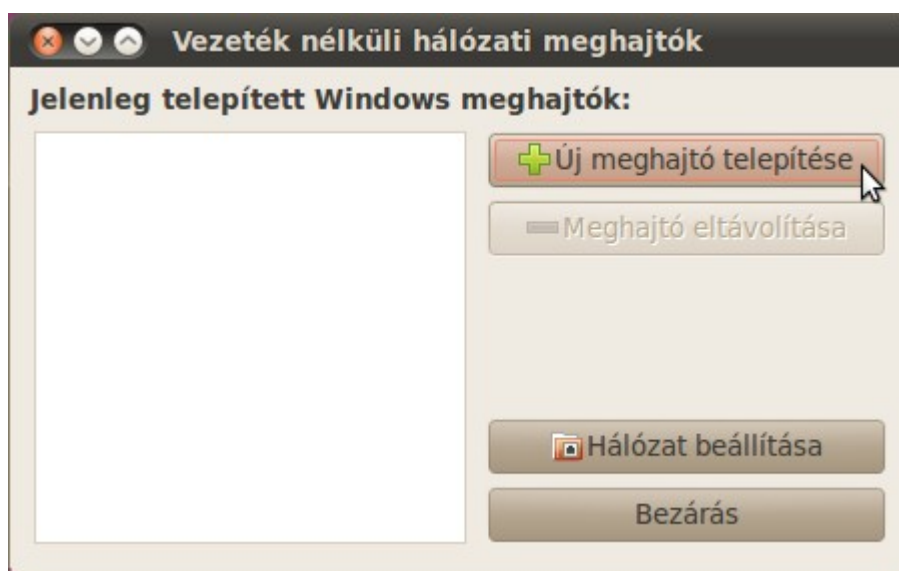 Vezeték nélküli hálózati meghajtók
Jelenleg telepített Windows meghajtók:
Új meghajtó telepítése
Meghajtó eltávolítása
Hálózat beállítása
Bezárás